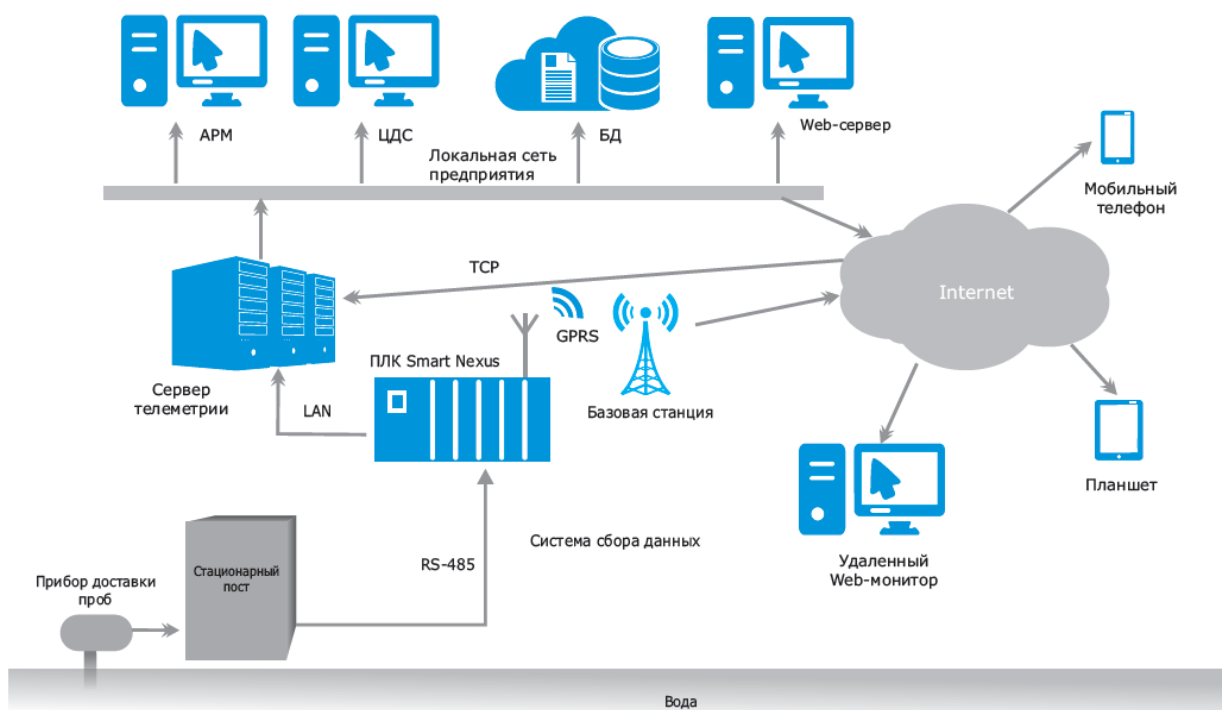 АРМ
ЦДС
БД
Web-сервер
Локальная сеть
предприятия
Мобильный
телефон
TCP
Internet
GPRS
ПЛК Smart Nexus
Сервер
телеметрии
LAN
Базовая станция
Планшет
Система сбора данных
Удаленный
Web-монитор
RS-485
Стационарный
пост
Прибор доставки
проб
Вода